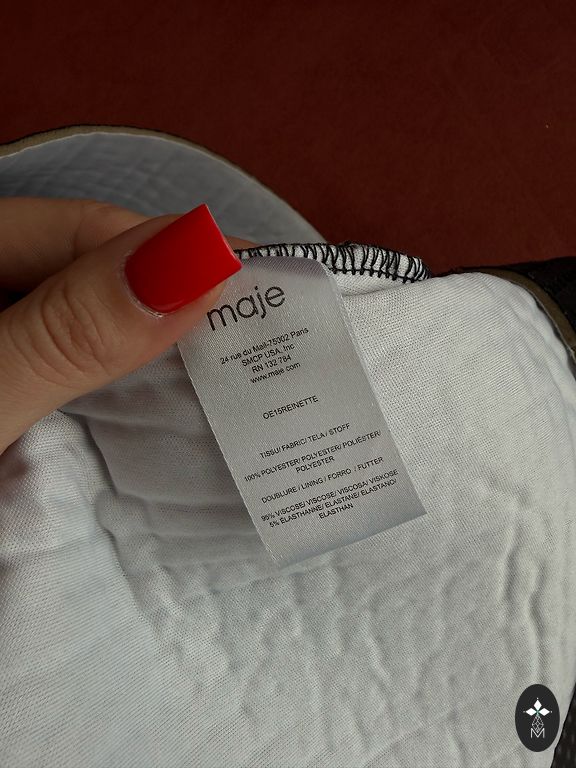 maje
24 rue du Mail-75002 Paris
SMCP USA, Inc
RN 132 784
www.maje.com
OE15REINETTE
TISSU/ FABRIC/ TELA / STOFF
100% POLYESTER/ POLYESTER/ POLIÉSTER/
POLYESTER
DOUBLURE / LINING / FORRO / FUTTER
95% VISCOSE/ VISCOSE/ VISCOSA/ VISKOSE
5% ÉLASTHANNE/ ELASTANE/ ELASTANO/
ELASTHAN
M